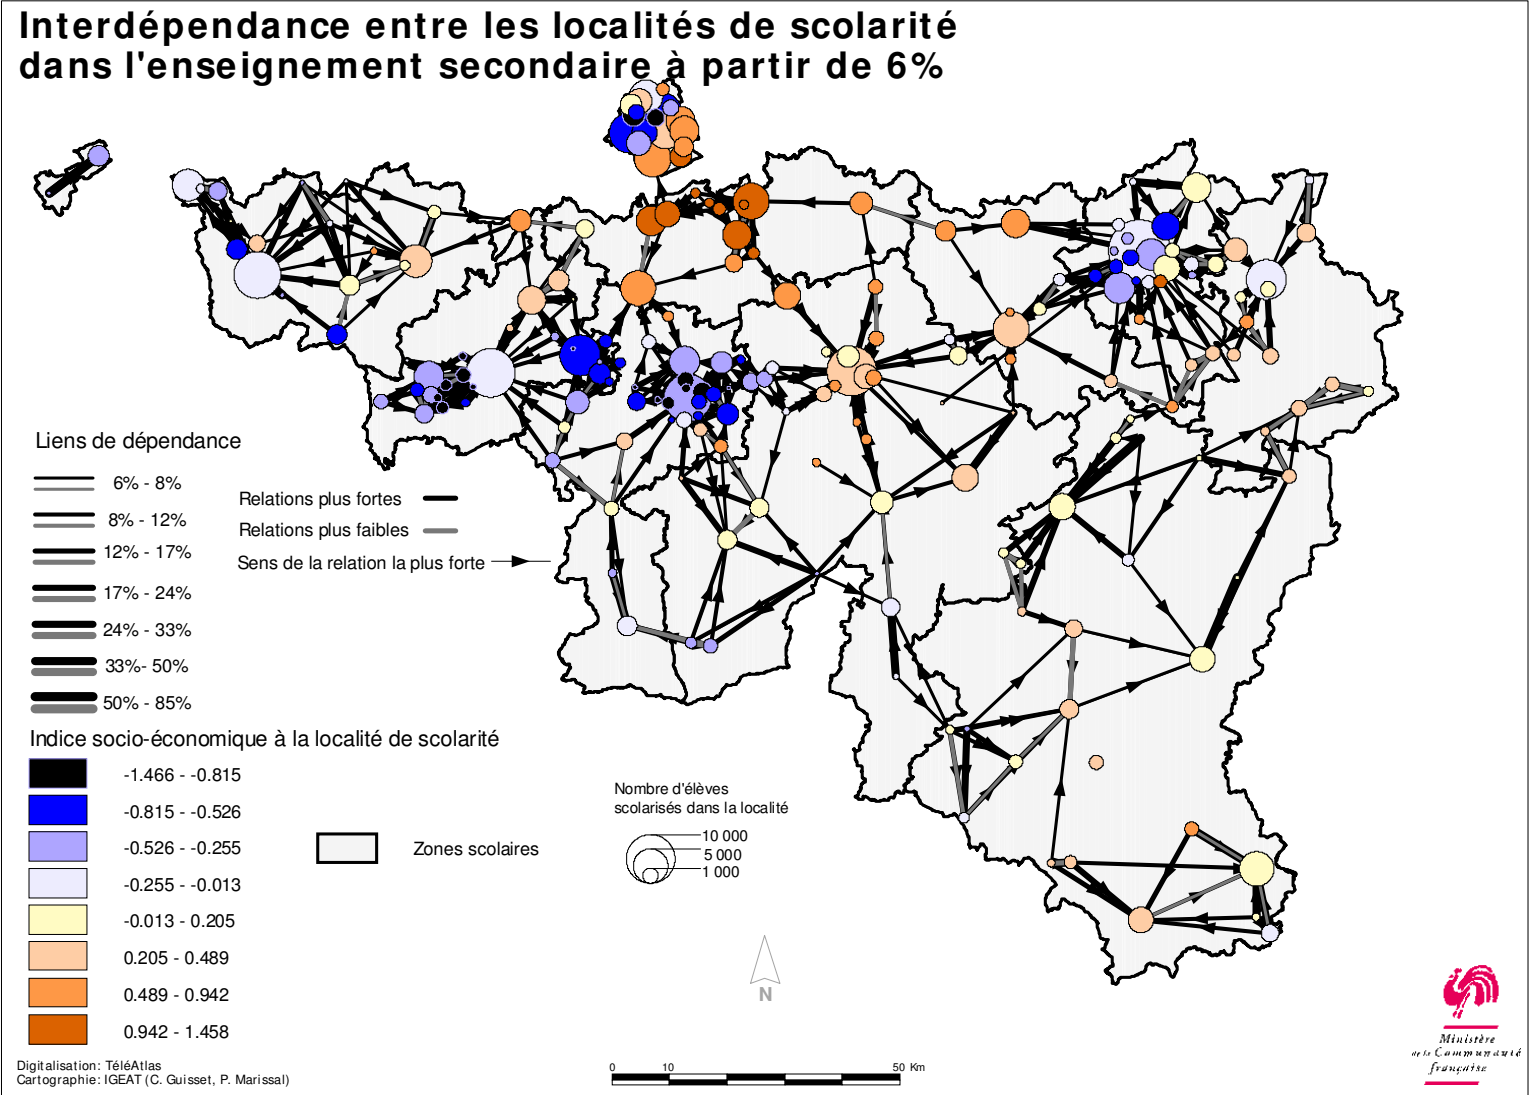 Interdépendance entre les localités de scolarité
dans l'enseignement secondaire à partir de 6%
Liens de dépendance
6% - 8%
8% - 12%
12% - 17%
17% - 24%
24% - 33%
33%- 50%
50% - 85%
Relations plus fortes
Relations plus faibles
Sens de la relation la plus forte
Indice socio-économique à la localité de scolarité
-1.466 - -0.815
-0.815 - -0.526
-0.526 - -0.255
-0.255 - -0.013
-0.013 - 0.205
0.205 - 0.489
0.489 - 0.942
0.942 - 1.458
Zones scolaires
Nombre d'élèves
scolarisés dans la localité
10 000
5 000
1 000
N
Digitalisation: TéléAtlas
Cartographie: IGEAT (C. Guisset, P. Marissal)
0 10 50 Km
Ministère
de la Communauté
française